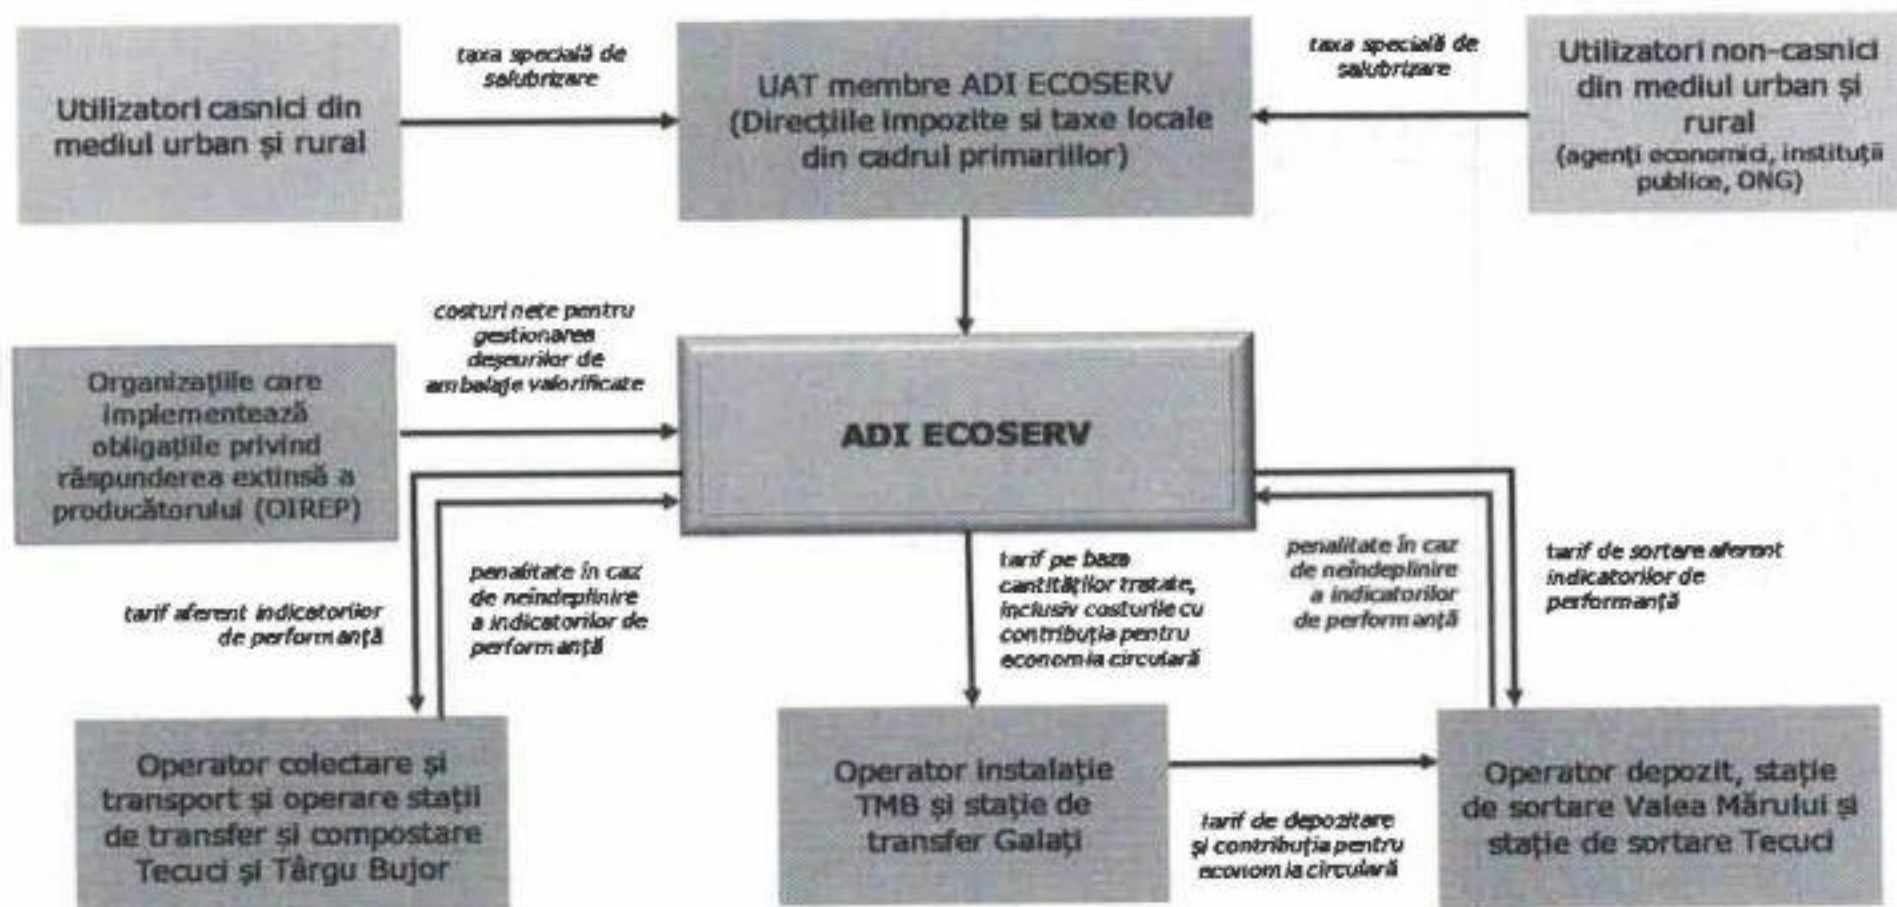 Utilizatori casnici din
mediul urban și rural
taxa specială de
salubrizare
UAT membre ADI ECOSERV
(Direcțiile impozite si taxe locale
din cadrul primariilor)
taxa specială de
salubrizare
Utilizatori non-casnici
din mediul urban și
rural
(agenți economici, instituții
publice, ONG)
costuri nete pentru
gestionarea
deșeurilor de
ambalaje valorificate
Organizațiile care
implementează
obligațiile privind
răspunderea extinsă a
producătorului (OIREP)
ADI ECOSERV
tarif aferent indicatorilor
de performanță
penalitate în caz
de neîndeplinire
a indicatorilor de
performanță
tarif pe baza
cantităților tratate,
inclusiv costurile cu
contribuția pentru
economia circulară
penalitate în caz
de neîndeplinire
a indicatorilor
de performanță
tarif de sortare aferent
indicatorilor de
performanță
Operator colectare și
transport și operare stații
de transfer și compostare
Tecuci și Târgu Bujor
Operator instalație
TMB și stație de
transfer Galați
tarif de depozitare
și contribuția pentru
economia circulară
Operator depozit, stație
de sortare Valea Mărului și
stație de sortare Tecuci